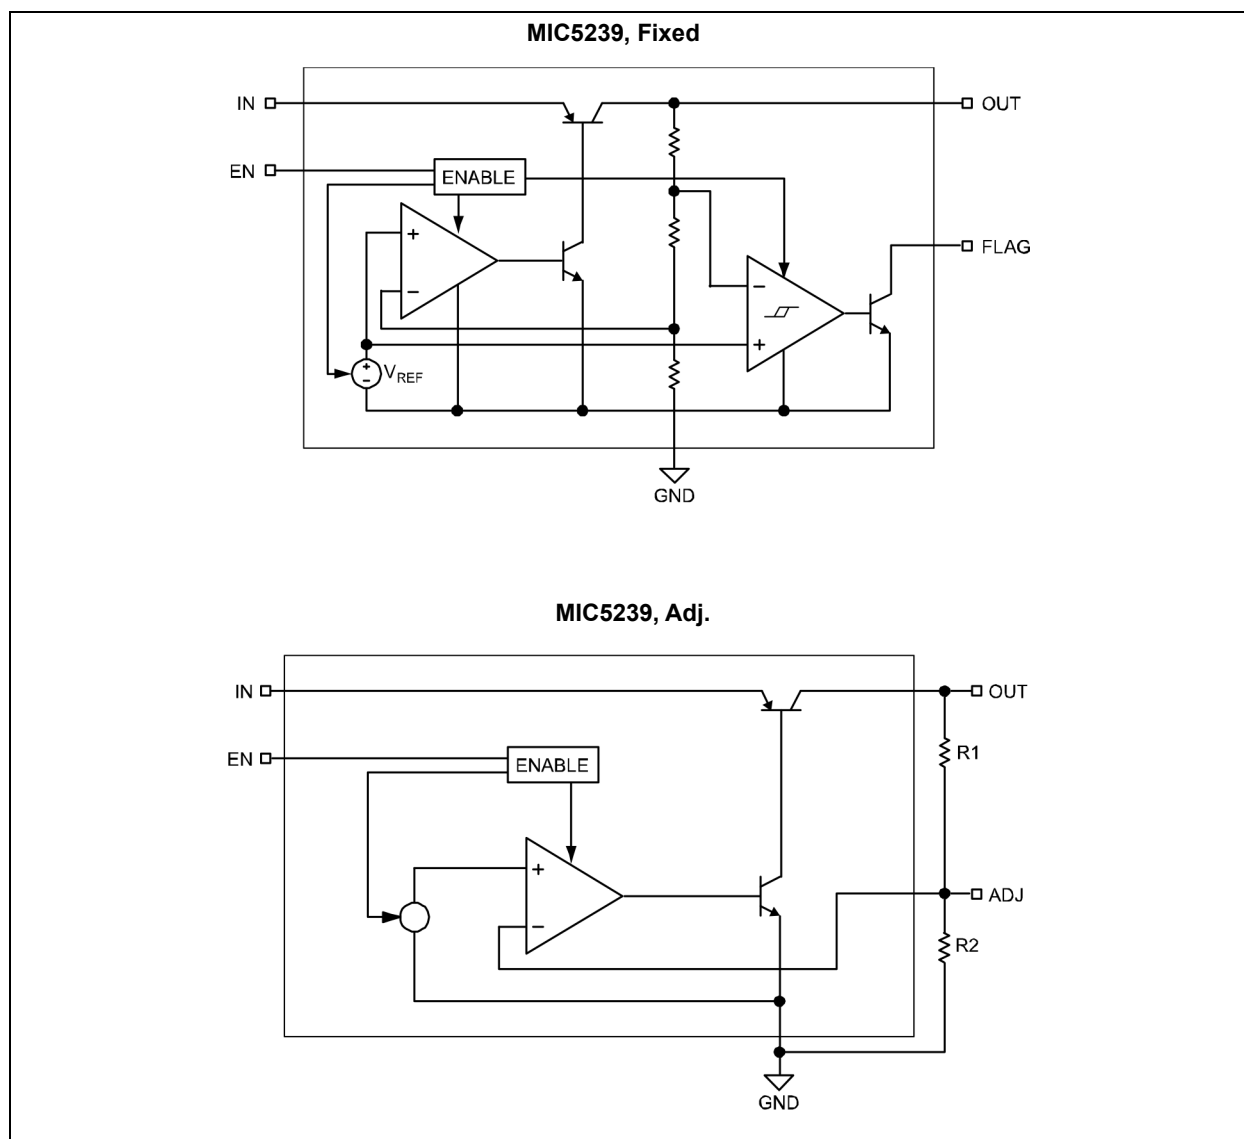 MIC5239, Fixed
IN
OUT
EN
ENABLE
+
−
−
+
FLAG
+
−
VREF
GND
MIC5239, Adj.
IN
OUT
R1
EN
ENABLE
+
−
ADJ
R2
GND